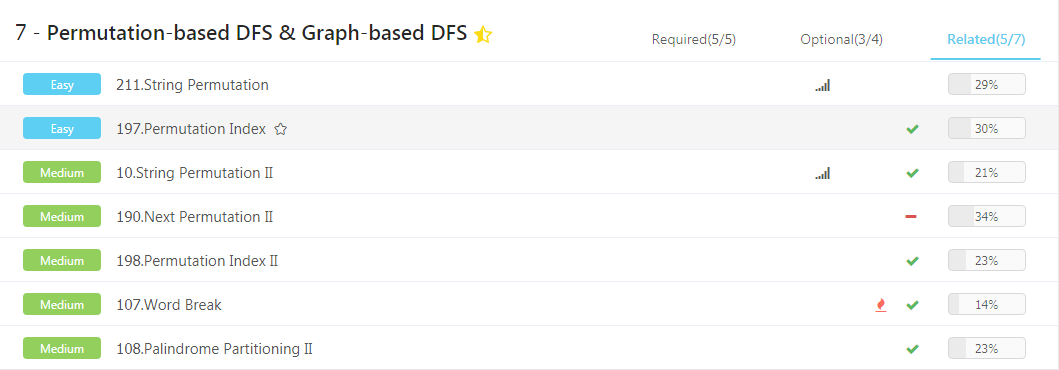 7 - Permutation-based DFS & Graph-based DFS Required(5/5) Optional(3/4) Related(5/7)
Easy 211.String Permutation 29%
Easy 197.Permutation Index 30%
Medium 10.String Permutation II 21%
Medium 190.Next Permutation II 34%
Medium 198.Permutation Index II 23%
Medium 107.Word Break 14%
Medium 108.Palindrome Partitioning II 23%